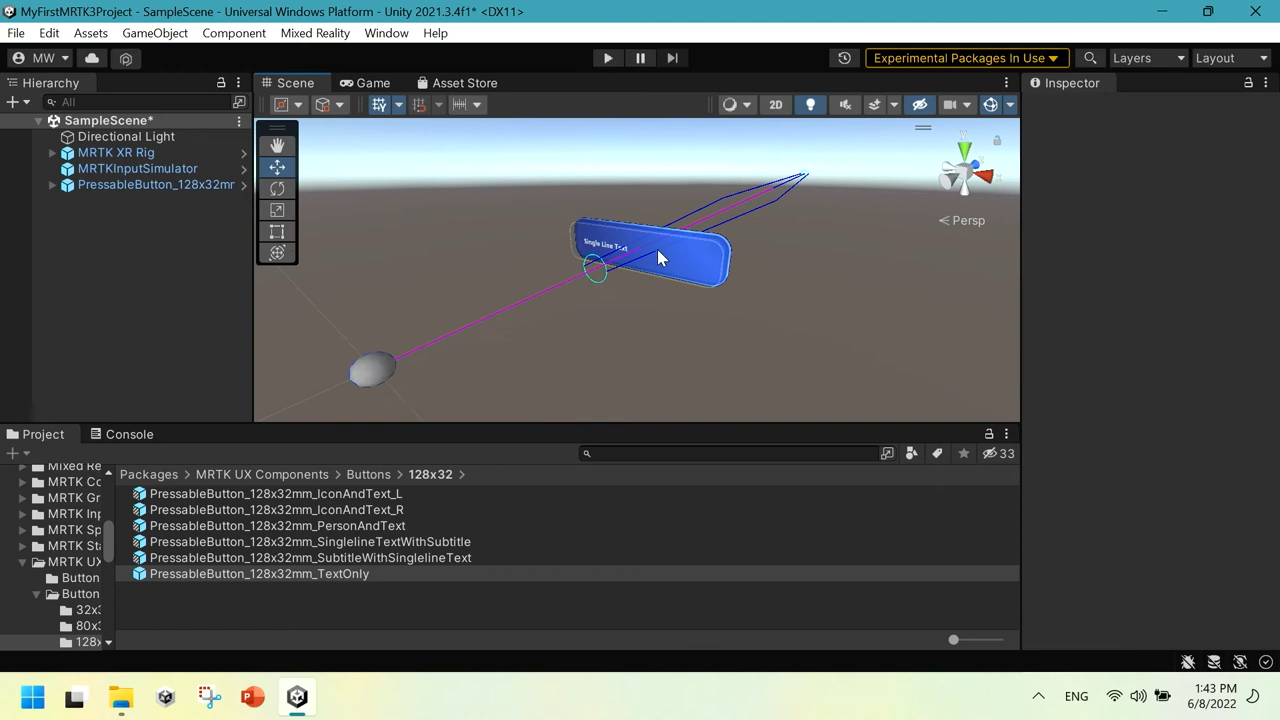 MyFirstMRTK3Project - SampleScene - Universal Windows Platform - Unity 2021.3.4f1* <DX11>
File Edit Assets GameObject Component Mixed Reality Window Help
MW Experimental Packages In Use Layers Layout
Hierarchy Scene Game Asset Store Inspector
All 2D
SampleScene*
Directional Light
MRTK XR Rig
MRTKInputSimulator
PressableButton_128x32mr
y
x
Persp
Single Line Text
Project Console
33
Mixed Re
MRTK Cc
MRTK Gr
MRTK Inp
MRTK Sp
MRTK Sta
MRTK UX
Button
Button
32x3
80x3
128x
Packages > MRTK UX Components > Buttons > 128x32 >
PressableButton_128x32mm_IconAndText_L
PressableButton_128x32mm_IconAndText_R
PressableButton_128x32mm_PersonAndText
PressableButton_128x32mm_SinglelineTextWithSubtitle
PressableButton_128x32mm_SubtitleWithSinglelineText
PressableButton_128x32mm_TextOnly
ENG
1:43 PM
6/8/2022